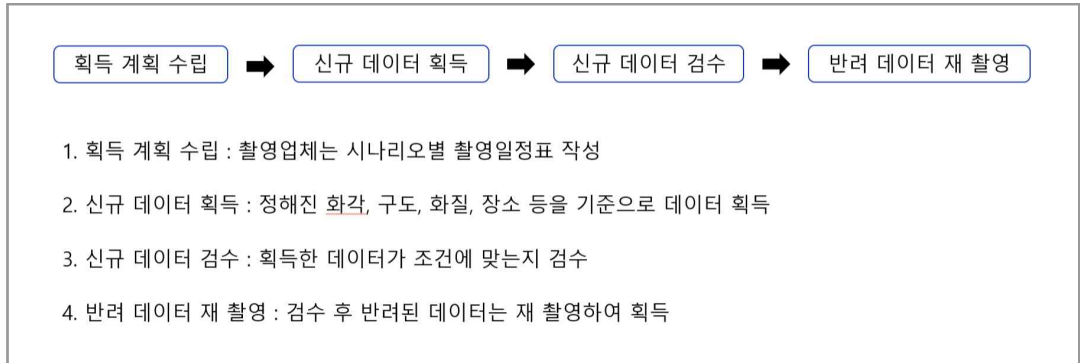 획득 계획 수립 ➡ 신규 데이터 획득 ➡ 신규 데이터 검수 ➡ 반려 데이터 재 촬영
1. 획득 계획 수립 : 촬영업체는 시나리오별 촬영일정표 작성
2. 신규 데이터 획득 : 정해진 화각, 구도, 화질, 장소 등을 기준으로 데이터 획득
3. 신규 데이터 검수 : 획득한 데이터가 조건에 맞는지 검수
4. 반려 데이터 재 촬영 : 검수 후 반려된 데이터는 재 촬영하여 획득